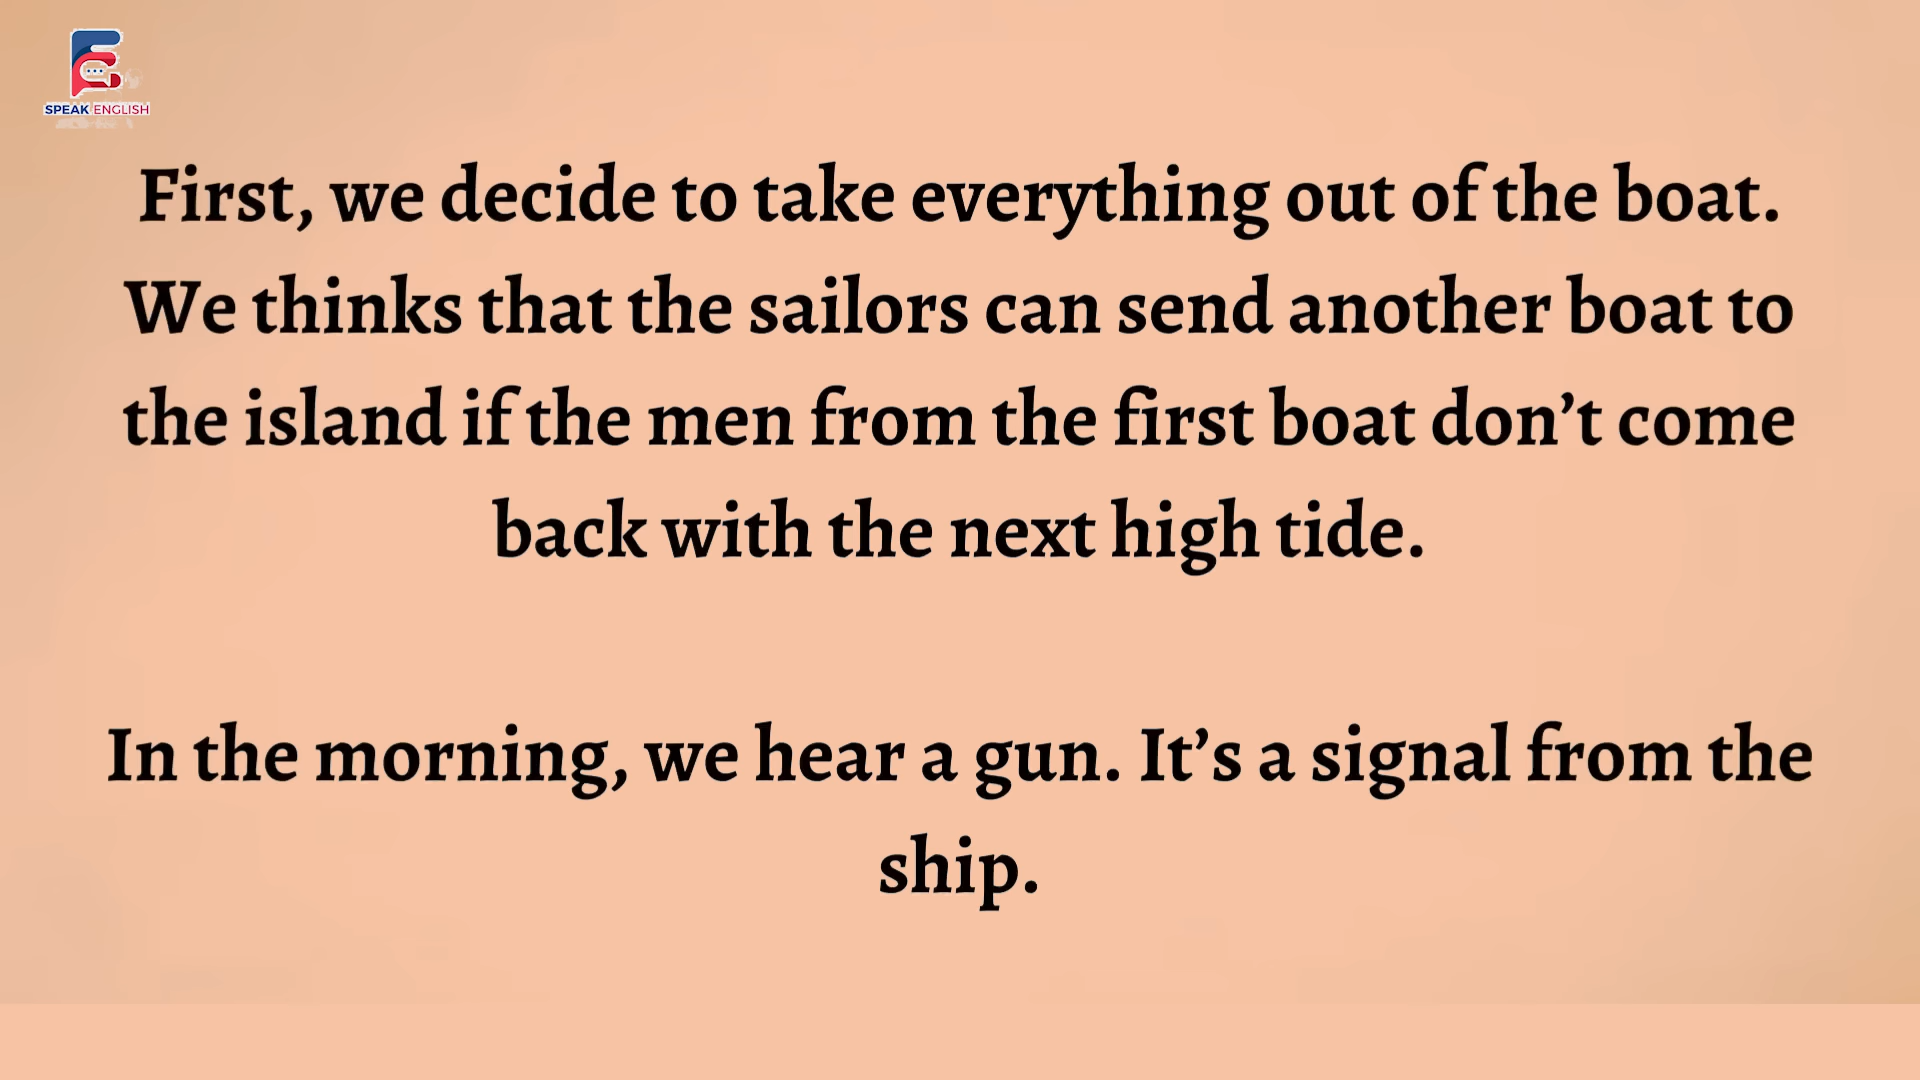 SPEAK ENGLISH
First, we decide to take everything out of the boat.
We thinks that the sailors can send another boat to
the island if the men from the first boat don’t come
back with the next high tide.
In the morning, we hear a gun. It’s a signal from the
ship.